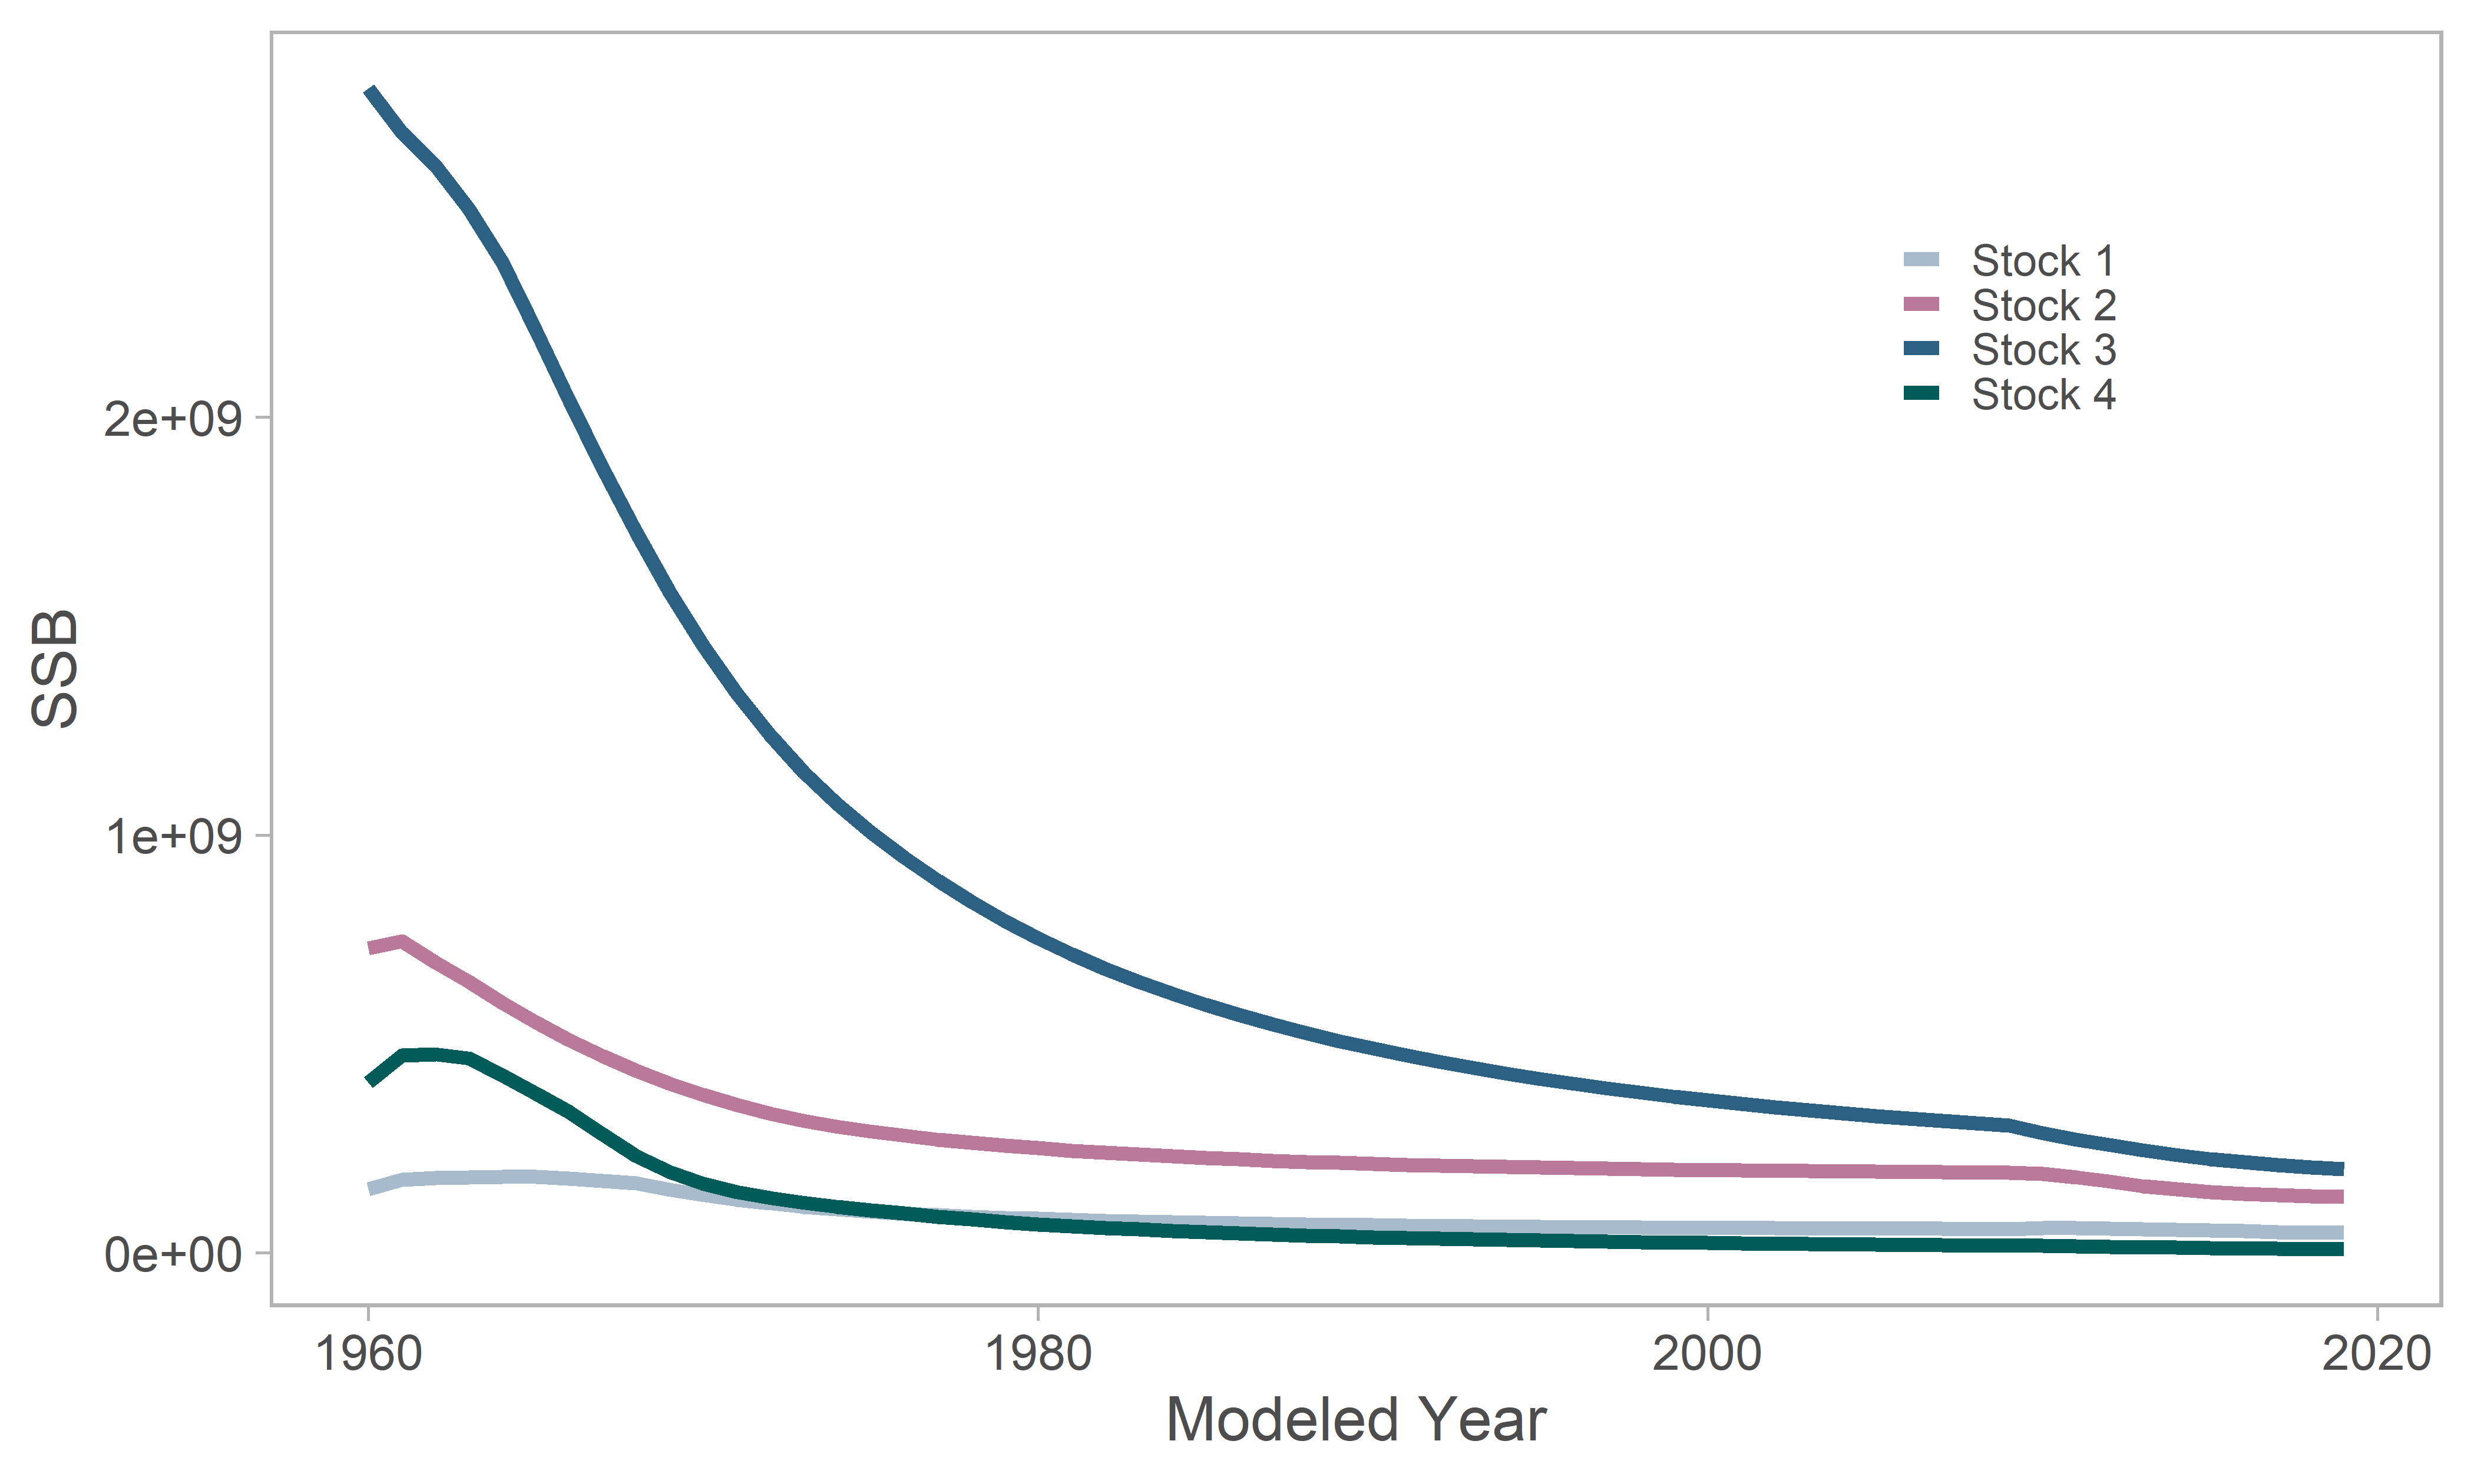 Stock 1
Stock 2
Stock 3
Stock 4
2e+09
1e+09
0e+00
SSB
1960 1980 2000 2020
Modeled Year